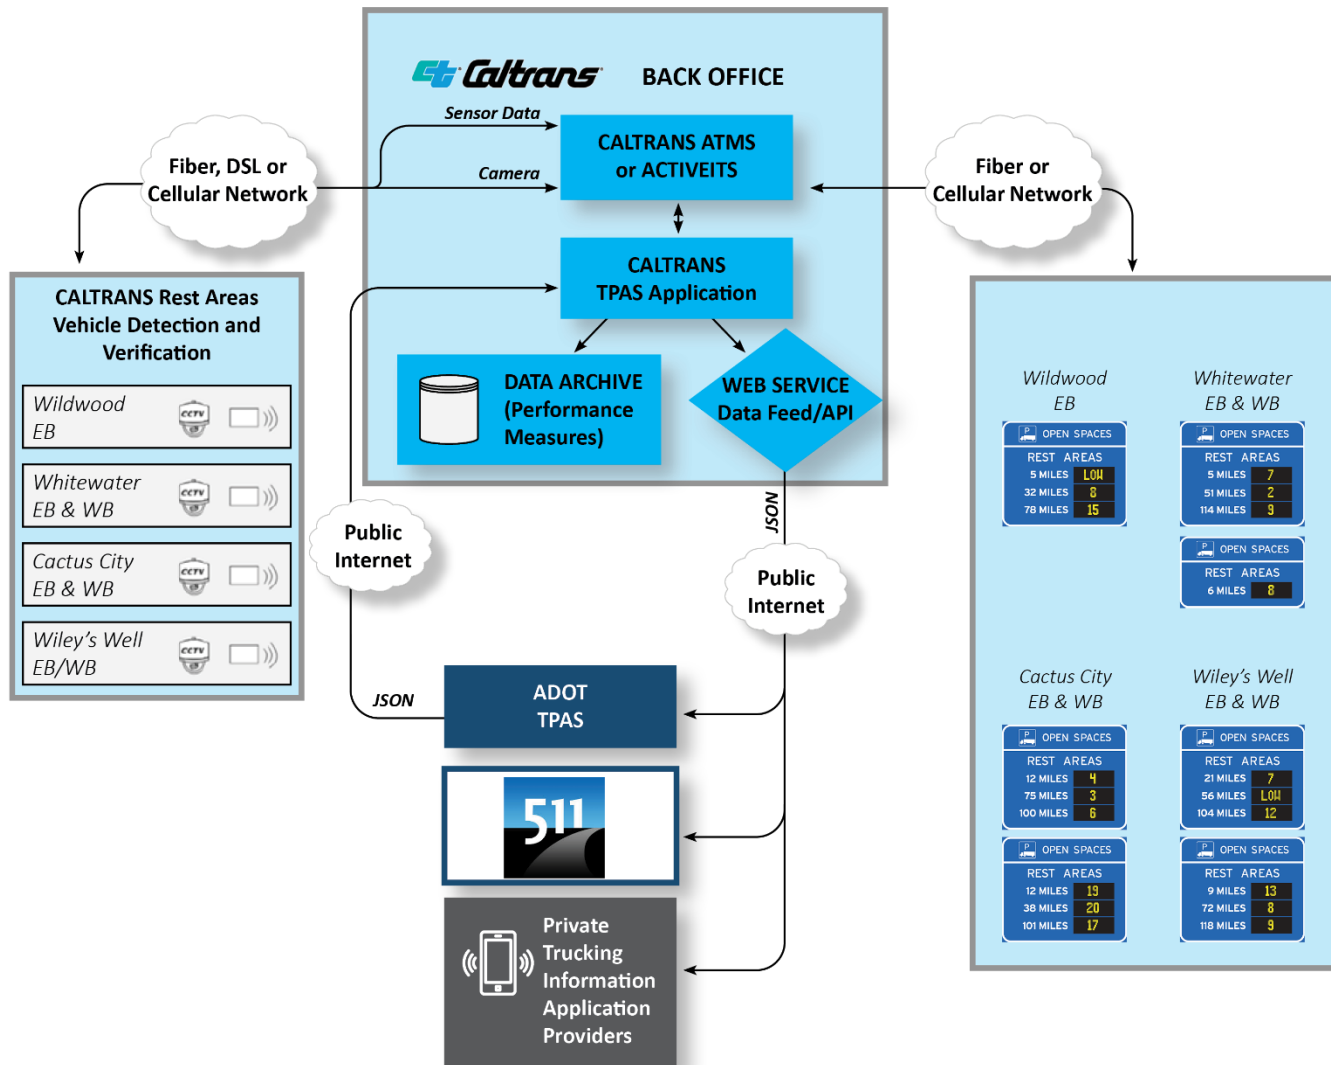 Caltrans BACK OFFICE
Sensor Data
CALTRANS ATMS
or ACTIVEITS
Camera
Fiber, DSL or
Cellular Network
Fiber or
Cellular Network
CALTRANS
TPAS Application
DATA ARCHIVE
(Performance
Measures)
WEB SERVICE
Data Feed/API
CALTRANS Rest Areas
Vehicle Detection and
Verification
Wildwood
EB
CCTV
Whitewater
EB & WB
CCTV
Cactus City
EB & WB
CCTV
Wiley's Well
EB/WB
CCTV
Public
Internet
JSON
Public
Internet
JSON
ADOT
TPAS
511
Private
Trucking
Information
Application
Providers
Wildwood
EB
P OPEN SPACES
REST AREAS
5 MILES LOW
32 MILES 8
78 MILES 15
Whitewater
EB & WB
P OPEN SPACES
REST AREAS
5 MILES 7
51 MILES 2
114 MILES 9
P OPEN SPACES
REST AREAS
6 MILES 8
Cactus City
EB & WB
P OPEN SPACES
REST AREAS
12 MILES 4
75 MILES 3
100 MILES 6
P OPEN SPACES
REST AREAS
12 MILES 19
38 MILES 20
101 MILES 17
Wiley's Well
EB & WB
P OPEN SPACES
REST AREAS
21 MILES 7
56 MILES LOW
104 MILES 12
P OPEN SPACES
REST AREAS
9 MILES 13
72 MILES 8
118 MILES 9